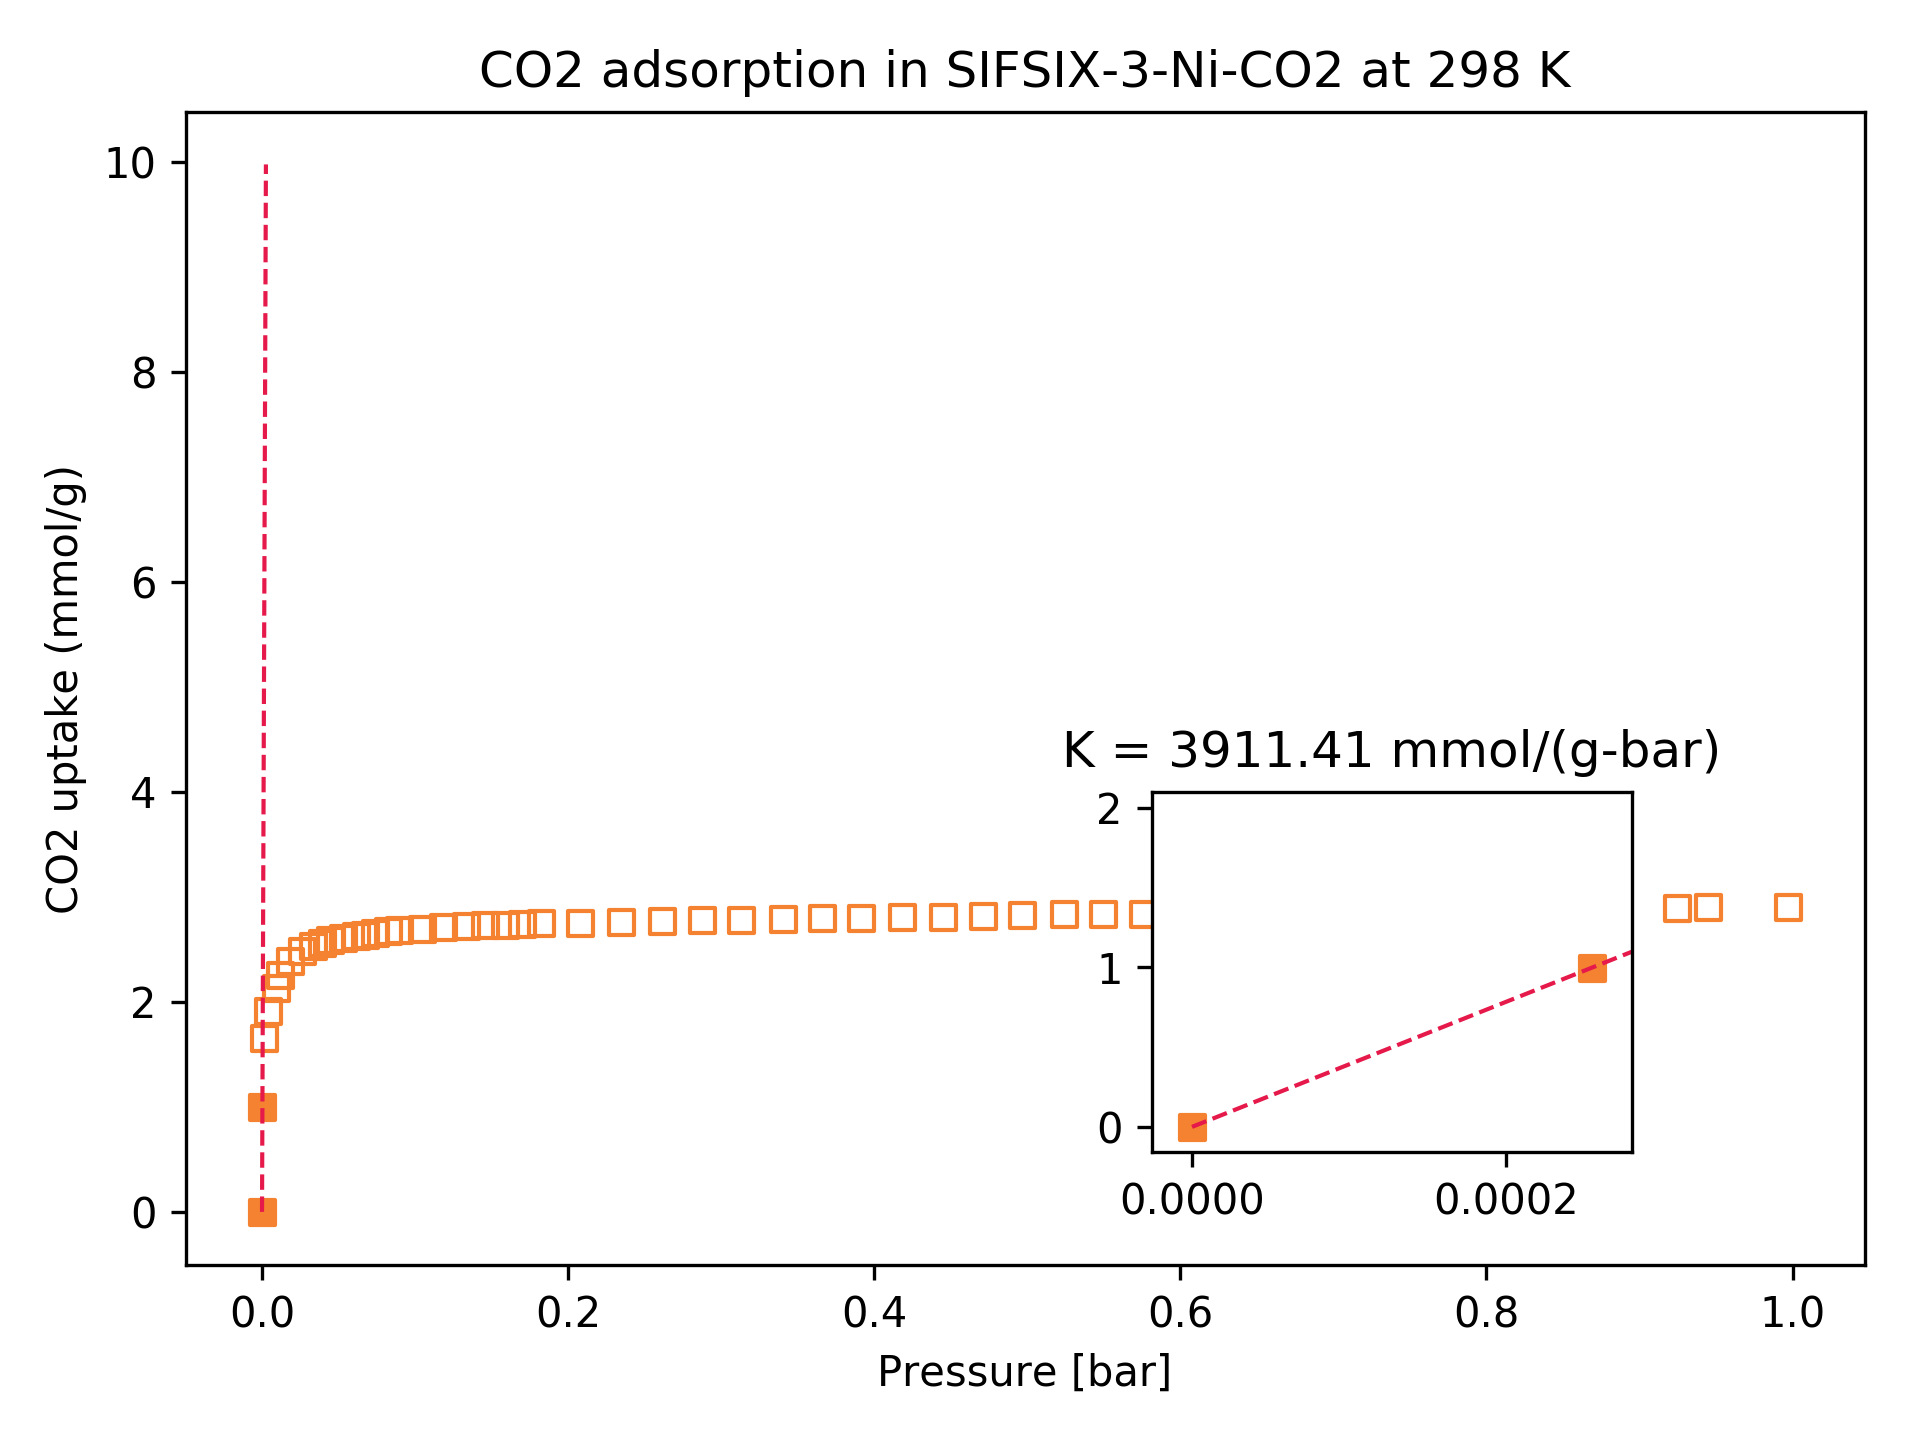 CO2 adsorption in SIFSIX-3-Ni-CO2 at 298 K
10
8
6
4
2
0
CO2 uptake (mmol/g)
K = 3911.41 mmol/(g-bar)
2
1
0
0.0000 0.0002
0.0 0.2 0.4 0.6 0.8 1.0
Pressure [bar]